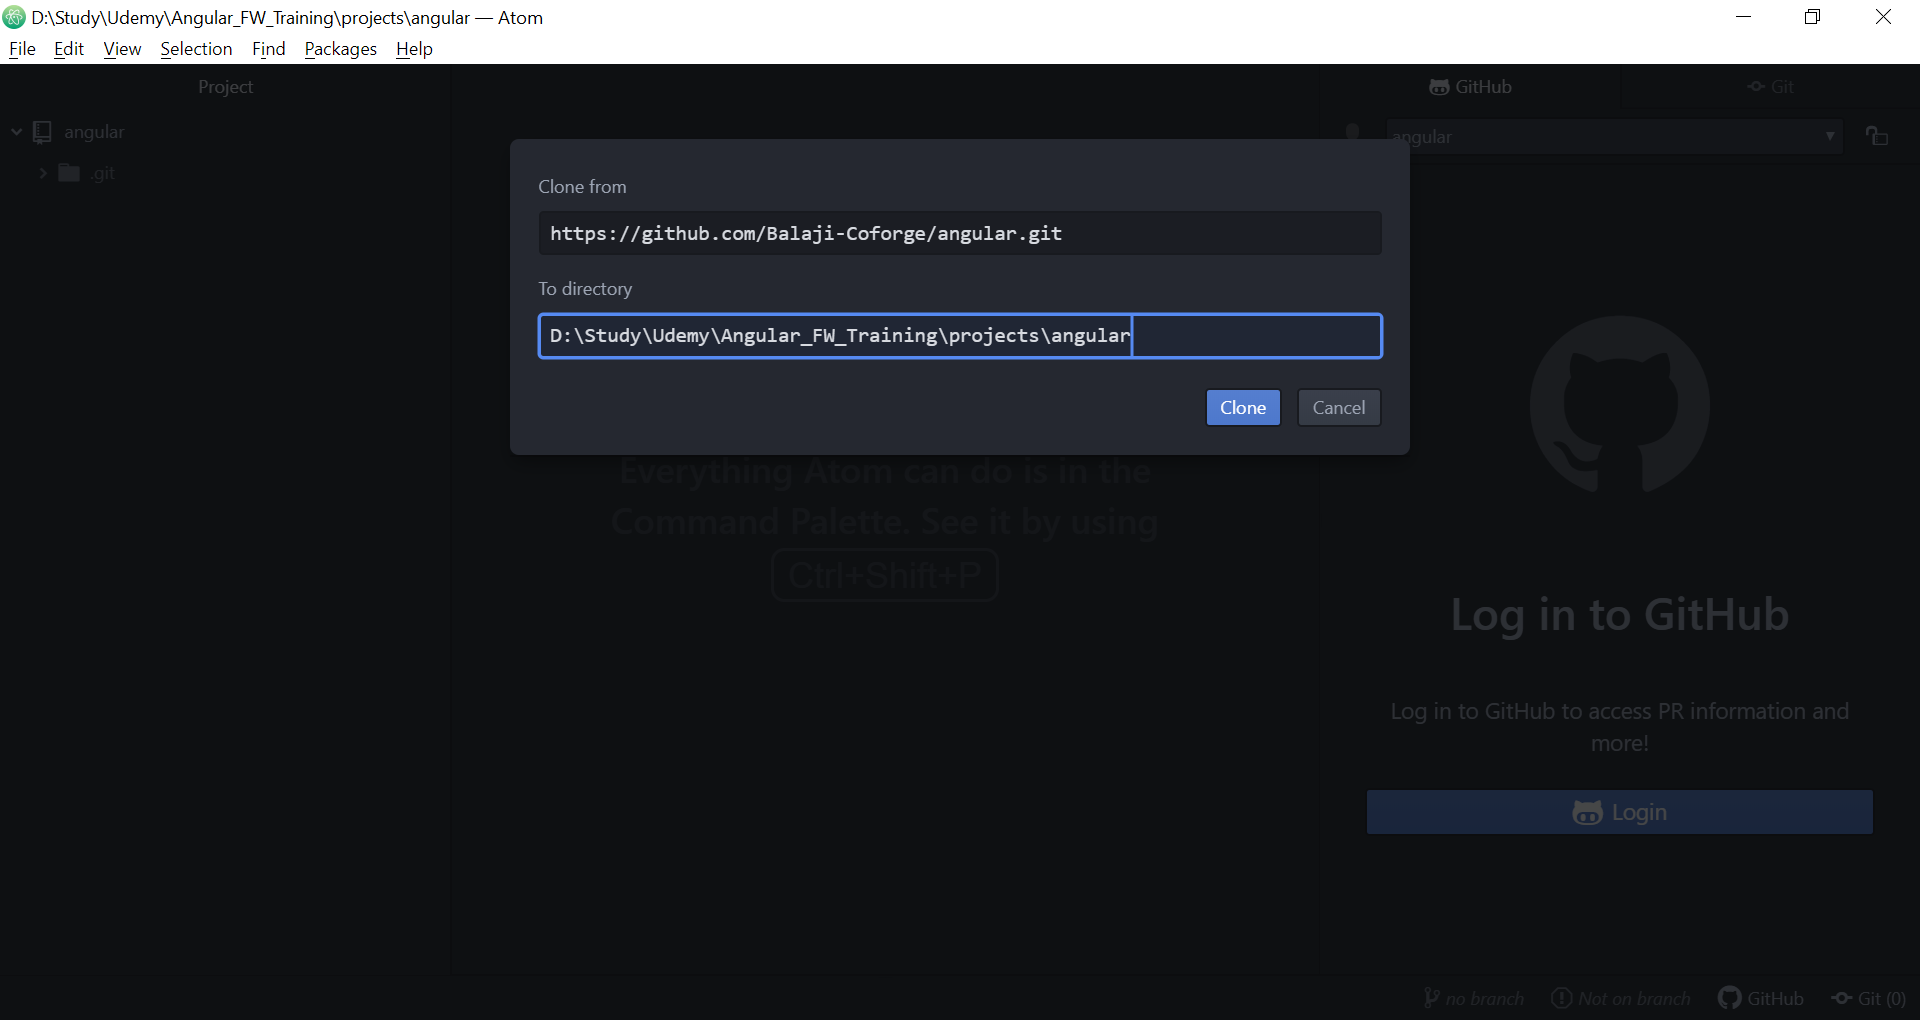 D:\Study\Udemy\Angular_FW_Training\projects\angular — Atom
File Edit View Selection Find Packages Help
Project
GitHub
Git
angular
angular
.git
Clone from
https://github.com/Balaji-Coforge/angular.git
To directory
D:\Study\Udemy\Angular_FW_Training\projects\angular
Clone
Cancel
Everything Atom can do is in the
Command Palette. See it by using
Ctrl+Shift+P
Log in to GitHub
Log in to GitHub to access PR information and
more!
Login
no branch
Not on branch
GitHub
Git (0)